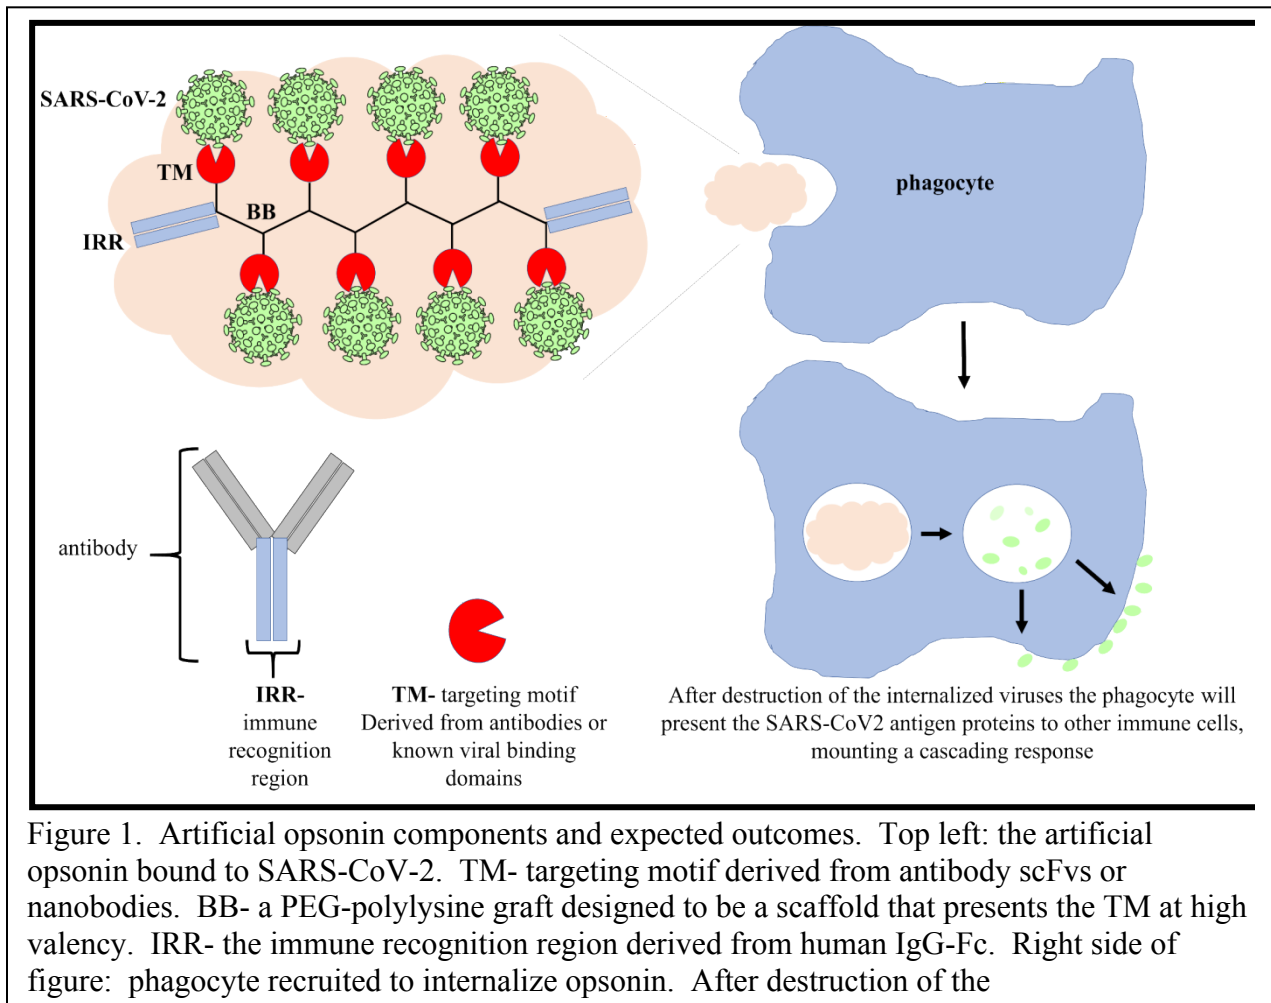 SARS-CoV-2
TM
BB
IRR
phagocyte
antibody
IRR-
immune
recognition
region
TM- targeting motif
Derived from antibodies or
known viral binding
domains
After destruction of the internalized viruses the phagocyte will
present the SARS-CoV2 antigen proteins to other immune cells,
mounting a cascading response
Figure 1.  Artificial opsonin components and expected outcomes.  Top left: the artificial
opsonin bound to SARS-CoV-2.  TM- targeting motif derived from antibody scFvs or
nanobodies.  BB- a PEG-polylysine graft designed to be a scaffold that presents the TM at high
valency.  IRR- the immune recognition region derived from human IgG-Fc.  Right side of
figure:  phagocyte recruited to internalize opsonin.  After destruction of the